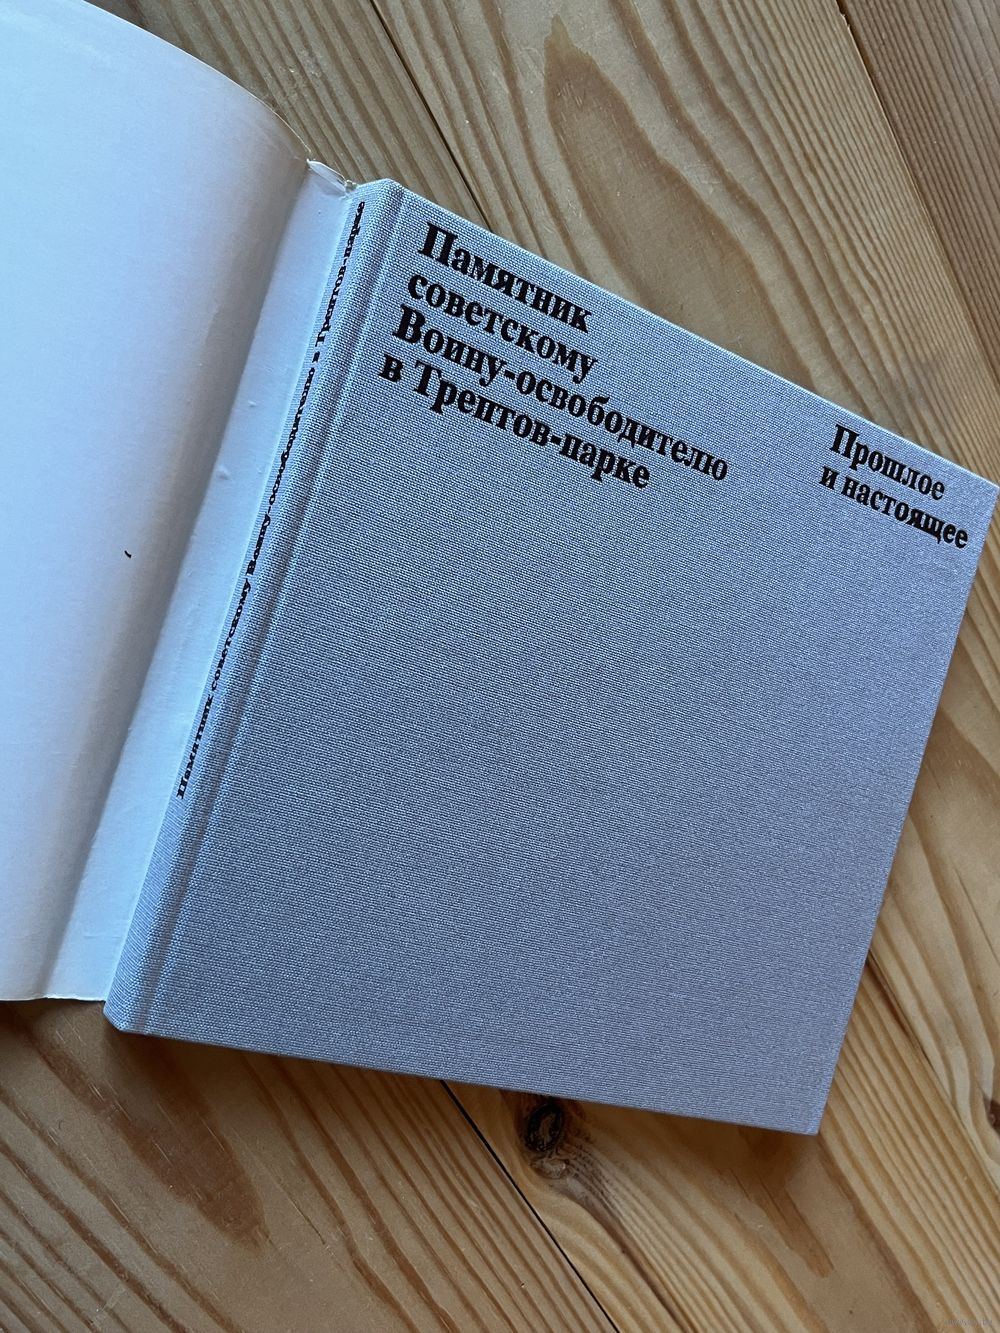 Памятник
советскому
Воину-освободителю
в Трептов-парке
Прошлое
и настоящее
Памятник советскому Воину-освободителю в Трептов-парке